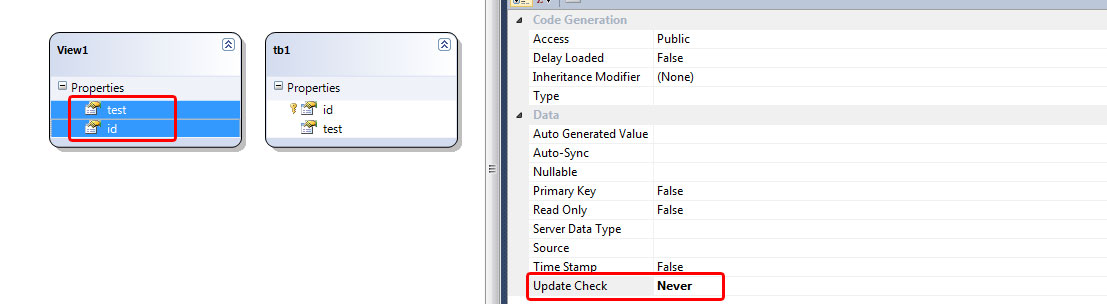 View1
Properties
test
id
tb1
Properties
id
test
Code Generation
Access Public
Delay Loaded False
Inheritance Modifier (None)
Type
Data
Auto Generated Value
Auto-Sync
Nullable
Primary Key False
Read Only False
Server Data Type
Source
Time Stamp False
Update Check Never